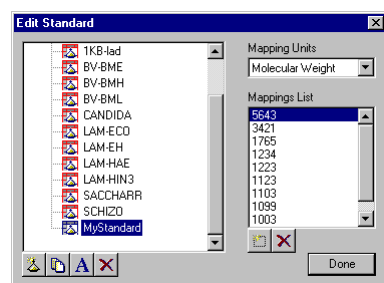 Edit Standard
1KB-lad
BV-BME
BV-BMH
BV-BML
CANDIDA
LAM-ECO
LAM-EH
LAM-HAE
LAM-HIN3
SACCHARR
SCHIZO
MyStandard
A
Mapping Units
Molecular Weight
Mappings List
5643
3421
1765
1234
1223
1123
1103
1099
1003
Done